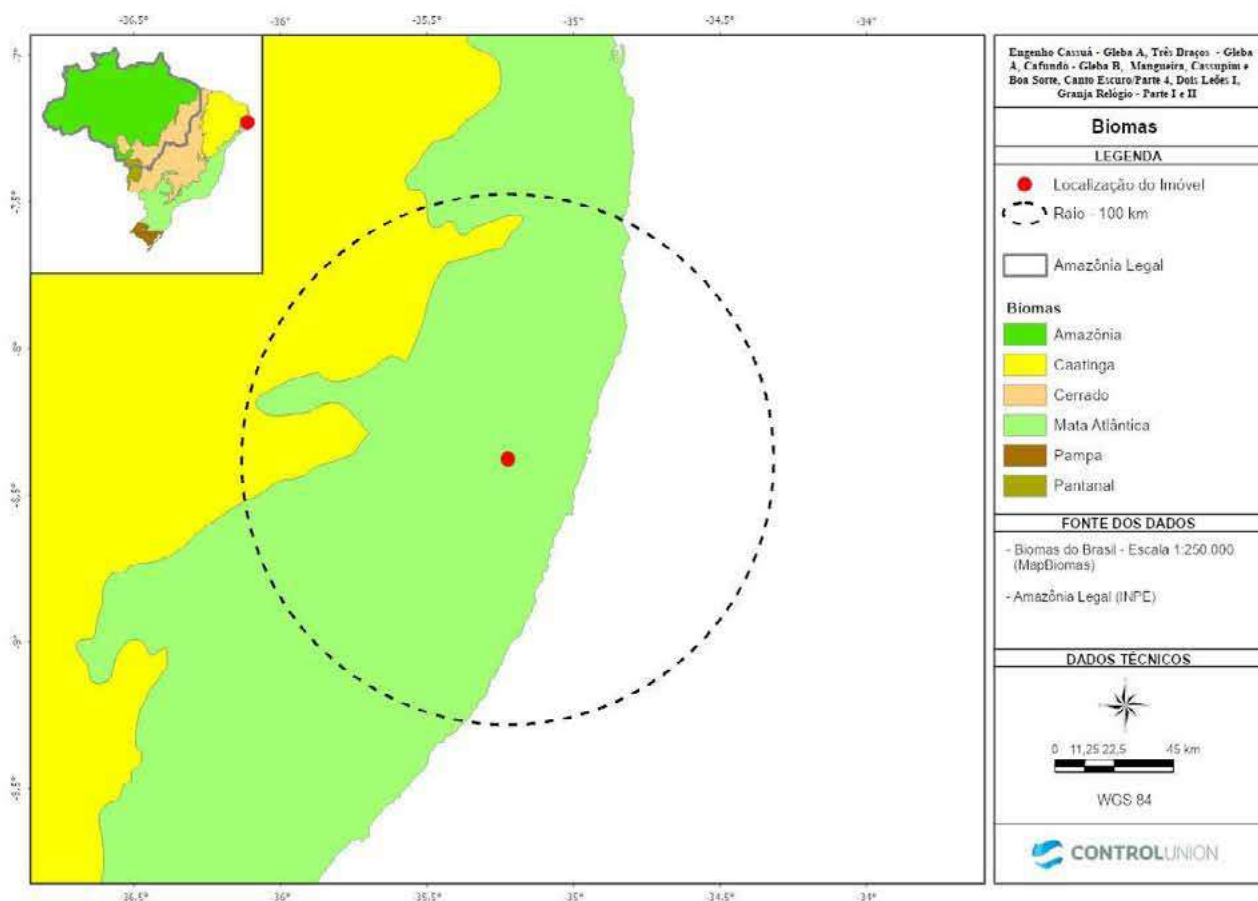 -36.5°
-36°
-35.5°
-35°
-34.5°
-34°
-7°
-7.5°
-8°
-8.5°
-9°
-9.5°
-36.5°
-36°
-35.5°
-35°
-34.5°
-34°
Engenho Cassuá - Gleba A, Três Braços - Gleba
A, Cafundó - Gleba B, Mangueira, Cassupim e
Boa Sorte, Canto Escuro/Parte 4, Dois Leões I,
Granja Relógio - Parte I e II
Biomas
LEGENDA
Localização do Imóvel
Raio - 100 km
Amazônia Legal
Biomas
Amazônia
Caatinga
Cerrado
Mata Atlântica
Pampa
Pantanal
FONTE DOS DADOS
- Biomas do Brasil - Escala 1:250.000
(MapBiomas)
- Amazônia Legal (INPE)
DADOS TÉCNICOS
0 11,25 22,5 45 km
WGS 84
CONTROLUNION